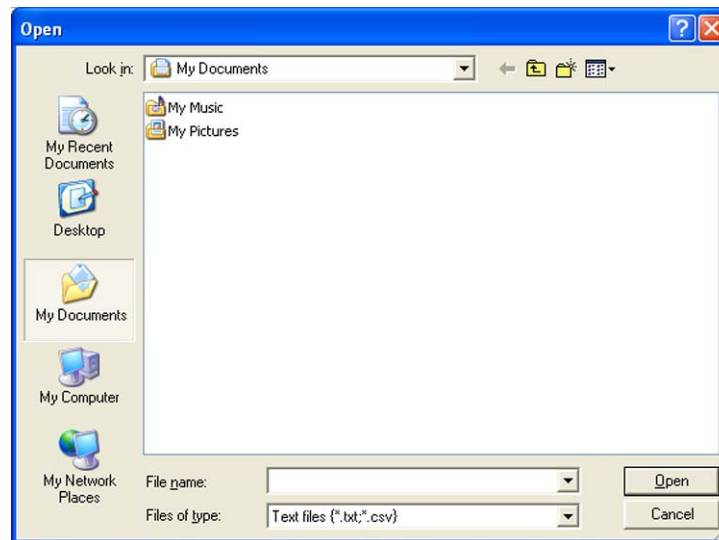 Open
Look in: My Documents
My Music
My Pictures
My Recent
Documents
Desktop
My Documents
My Computer
My Network
Places
File name:
Open
Files of type: Text files {*.txt;*.csv}
Cancel